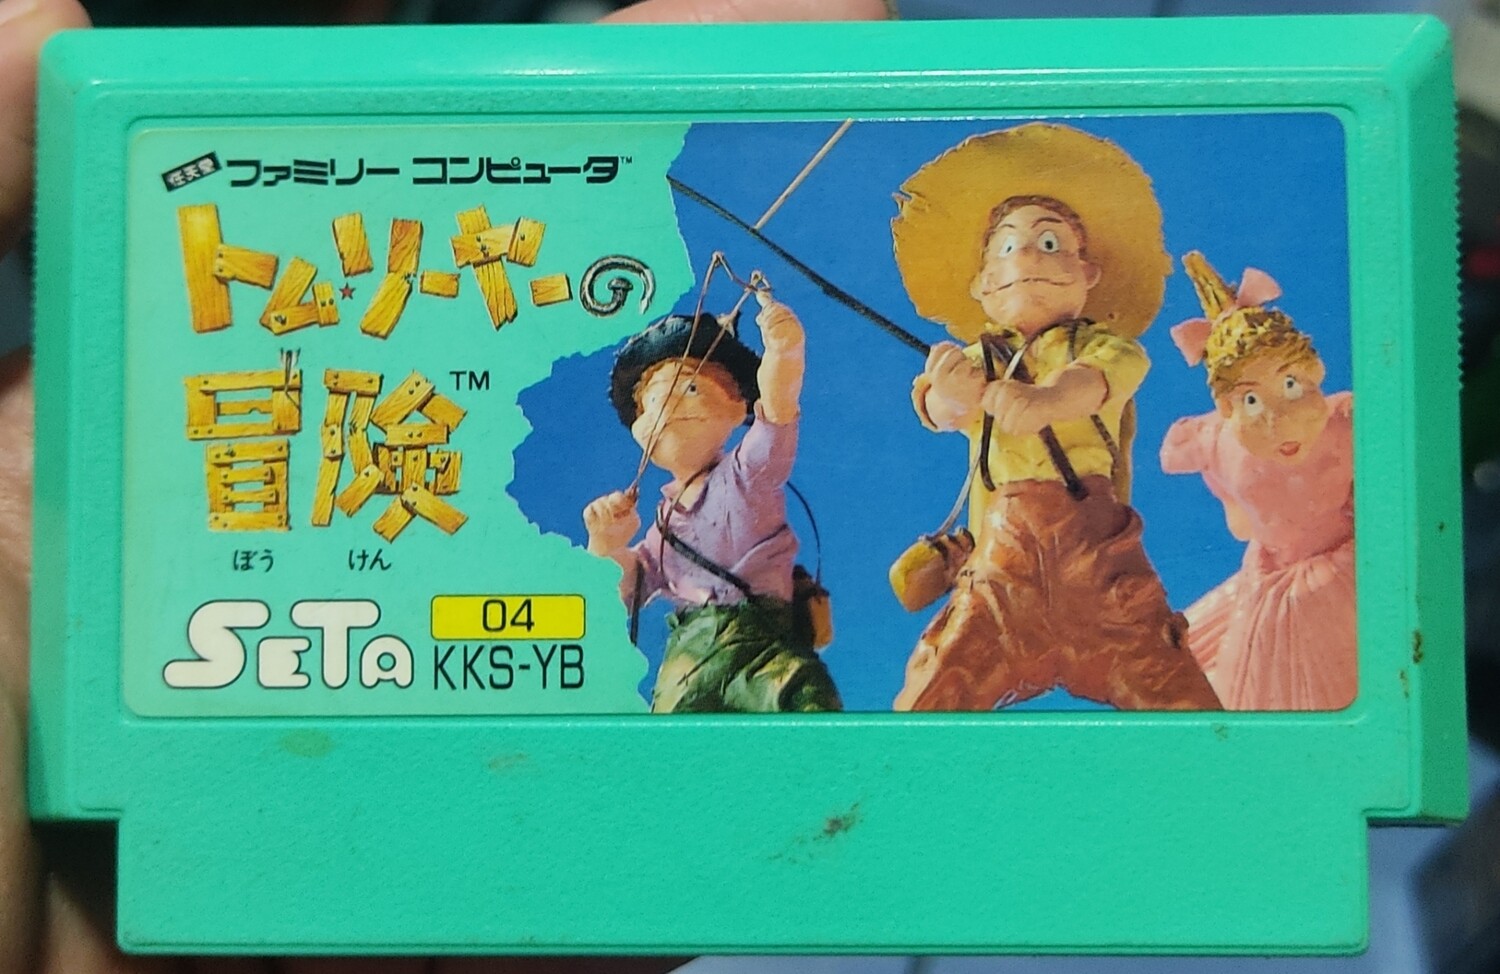 任天堂 ファミリー コンピュータ™
トム★ソーヤーの
冒険™
ぼう けん
SETA
04
KKS-YB